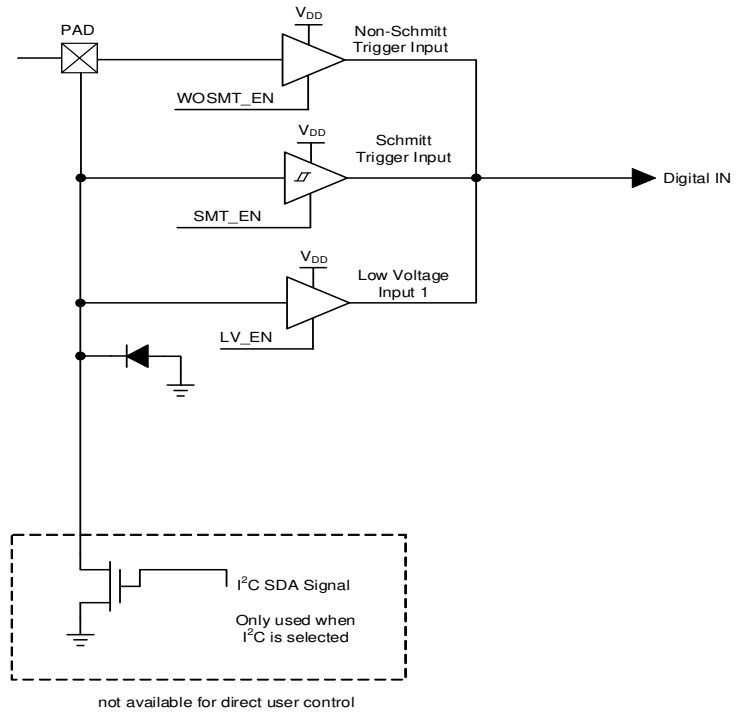 PAD
VDD
Non-Schmitt
Trigger Input
WOSMT_EN
VDD
Schmitt
Trigger Input
Digital IN
SMT_EN
VDD
Low Voltage
Input 1
LV_EN
I²C SDA Signal
Only used when
I²C is selected
not available for direct user control